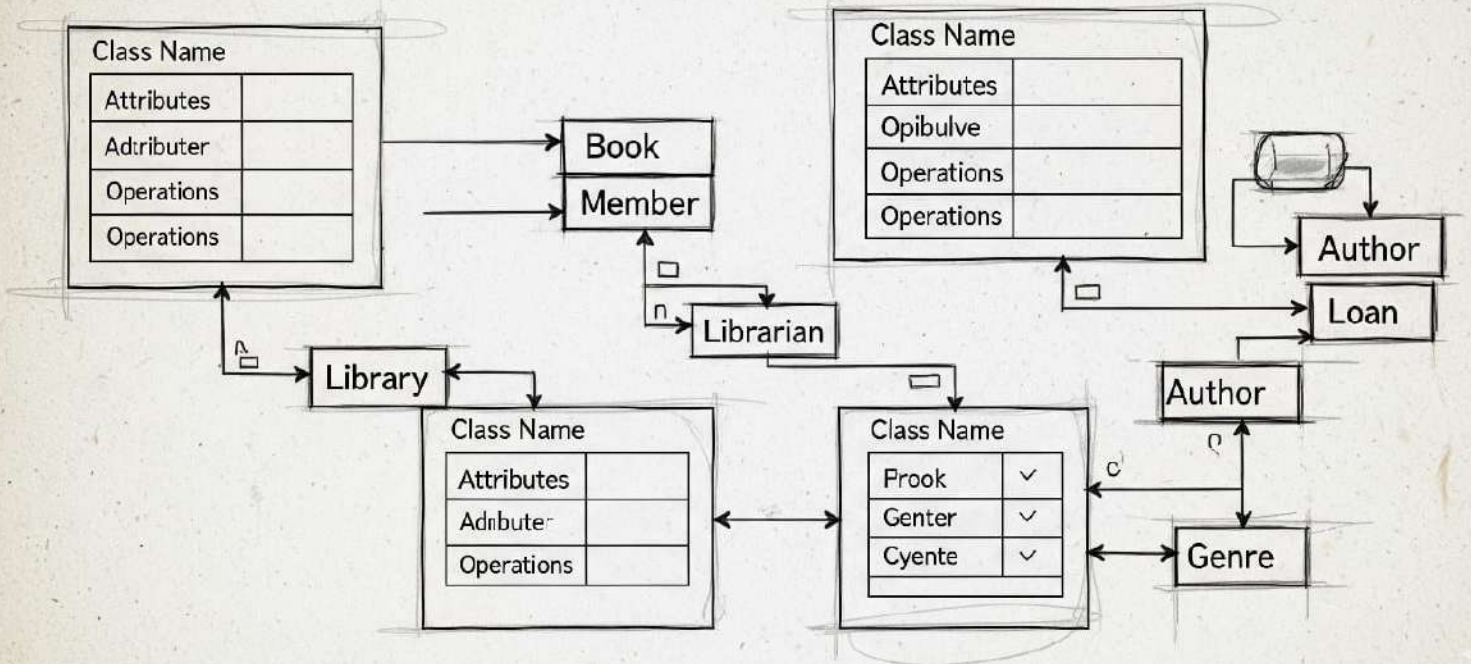 Class Name
Attributes
Adtributer
Operations
Operations
Book
Member
Class Name
Attributes
Opibulve
Operations
Operations
Author
Loan
Librarian
Library
Author
Class Name
Attributes
Operations
Class Name
Prook
Genter
Cyente
Genre